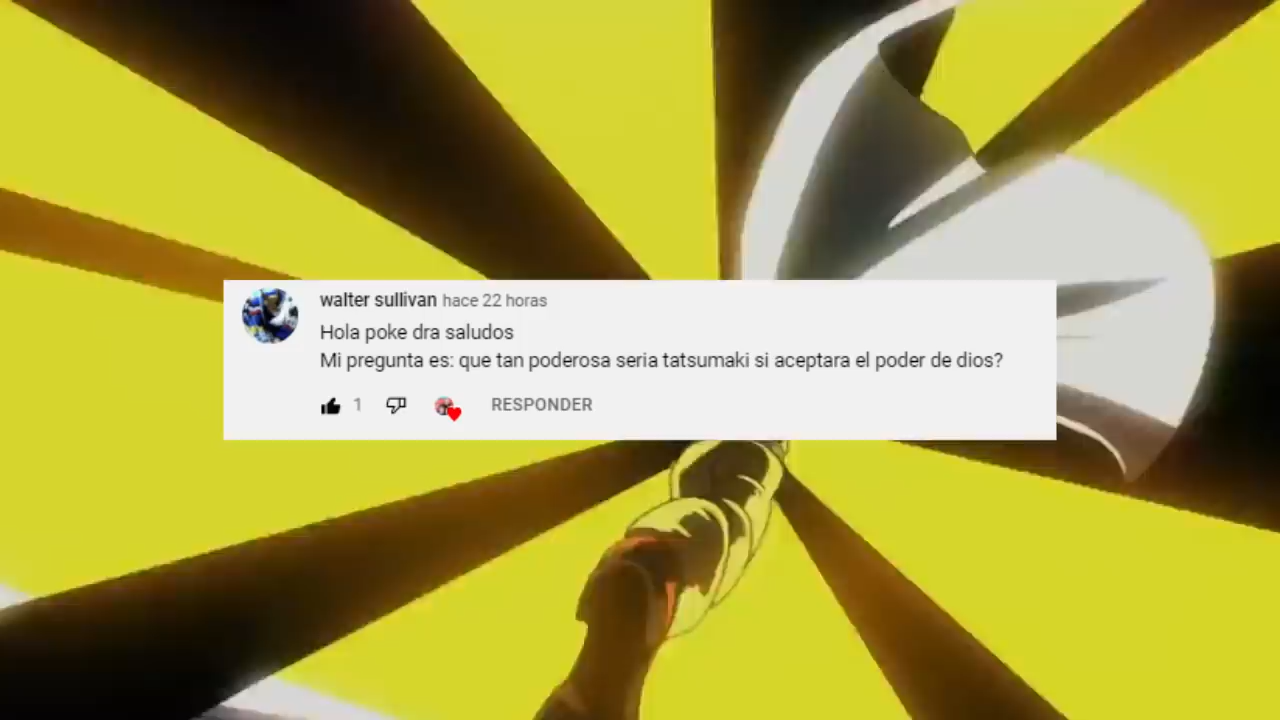 walter sullivan hace 22 horas
Hola poke dra saludos
Mi pregunta es: que tan poderosa seria tatsumaki si aceptara el poder de dios?
1 RESPONDER